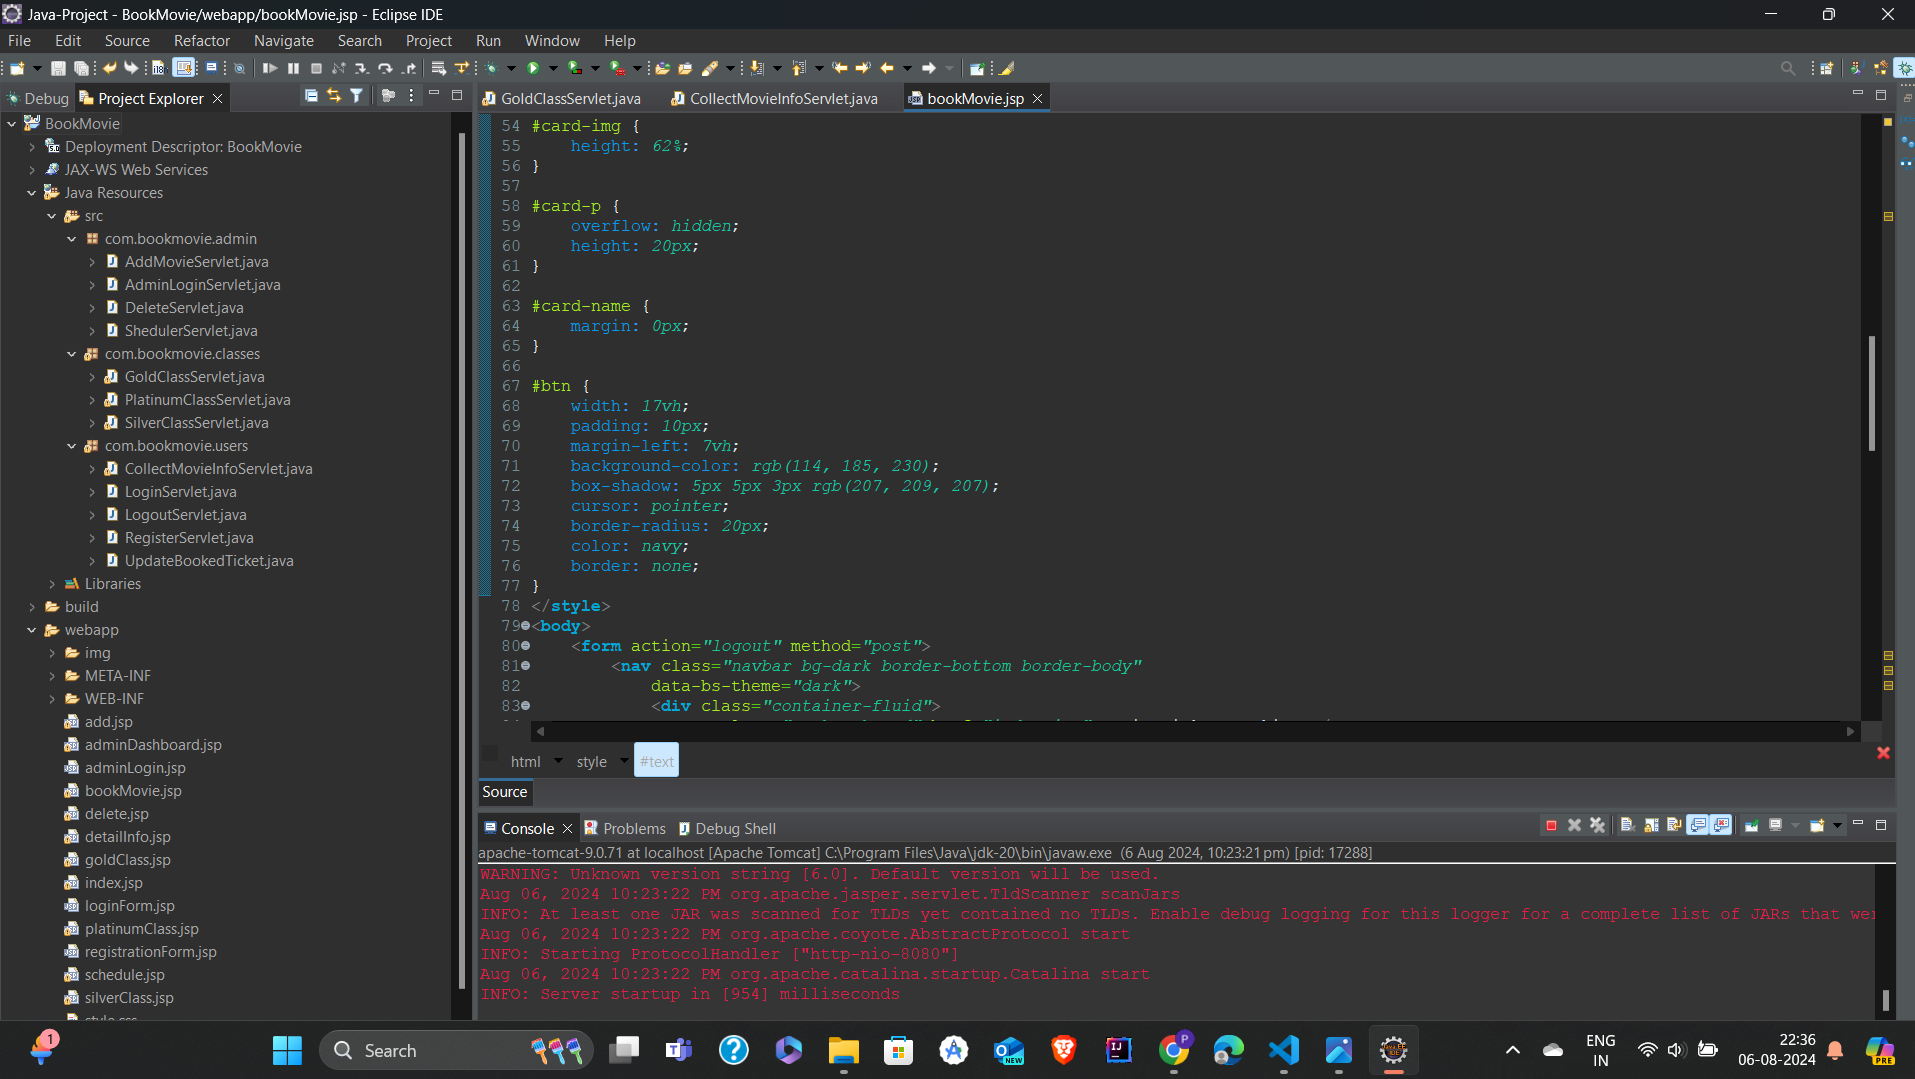 Java-Project - BookMovie/webapp/bookMovie.jsp - Eclipse IDE
File Edit Source Refactor Navigate Search Project Run Window Help
Debug Project Explorer
GoldClassServlet.java CollectMovieInfoServlet.java bookMovie.jsp
BookMovie
Deployment Descriptor: BookMovie
JAX-WS Web Services
Java Resources
src
com.bookmovie.admin
AddMovieServlet.java
AdminLoginServlet.java
DeleteServlet.java
ShedulerServlet.java
com.bookmovie.classes
GoldClassServlet.java
PlatinumClassServlet.java
SilverClassServlet.java
com.bookmovie.users
CollectMovieInfoServlet.java
LoginServlet.java
LogoutServlet.java
RegisterServlet.java
UpdateBookedTicket.java
Libraries
build
webapp
img
META-INF
WEB-INF
add.jsp
adminDashboard.jsp
adminLogin.jsp
bookMovie.jsp
delete.jsp
detailInfo.jsp
goldClass.jsp
index.jsp
loginForm.jsp
platinumClass.jsp
registrationForm.jsp
schedule.jsp
silverClass.jsp
style.css
54 #card-img {
55 height: 62%;
56 }
57
58 #card-p {
59 overflow: hidden;
60 height: 20px;
61 }
62
63 #card-name {
64 margin: 0px;
65 }
66
67 #btn {
68 width: 17vh;
69 padding: 10px;
70 margin-left: 7vh;
71 background-color: rgb(114, 185, 230);
72 box-shadow: 5px 5px 3px rgb(207, 209, 207);
73 cursor: pointer;
74 border-radius: 20px;
75 color: navy;
76 border: none;
77 }
78 </style>
79 <body>
80 <form action="logout" method="post">
81 <nav class="navbar bg-dark border-bottom border-body"
82 data-bs-theme="dark">
83 <div class="container-fluid">
html style #text
Source
Console Problems Debug Shell
apache-tomcat-9.0.71 at localhost [Apache Tomcat] C:\Program Files\Java\jdk-20\bin\javaw.exe (6 Aug 2024, 10:23:21 pm) [pid: 17288]
WARNING: Unknown version string [6.0]. Default version will be used.
Aug 06, 2024 10:23:22 PM org.apache.jasper.servlet.TldScanner scanJars
INFO: At least one JAR was scanned for TLDs yet contained no TLDs. Enable debug logging for this logger for a complete list of JARs that wer
Aug 06, 2024 10:23:22 PM org.apache.coyote.AbstractProtocol start
INFO: Starting ProtocolHandler ["http-nio-8080"]
Aug 06, 2024 10:23:22 PM org.apache.catalina.startup.Catalina start
INFO: Server startup in [954] milliseconds
1
Search
NEW
P
ENG
IN
22:36
06-08-2024
PRE